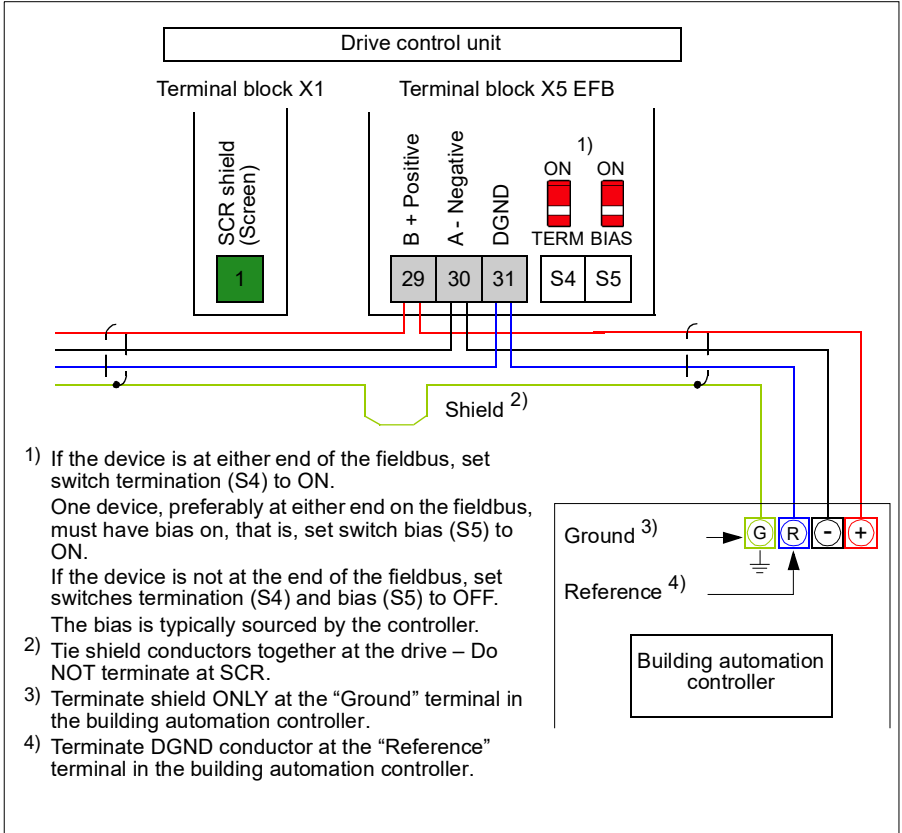 Drive control unit
Terminal block X1
Terminal block X5 EFB
SCR shield
(Screen)
1
B + Positive
A - Negative
DGND
1)
ON
ON
TERM
BIAS
29
30
31
S4
S5
Shield 2)
1) If the device is at either end of the fieldbus, set
switch termination (S4) to ON.
One device, preferably at either end on the fieldbus,
must have bias on, that is, set switch bias (S5) to
ON.
If the device is not at the end of the fieldbus, set
switches termination (S4) and bias (S5) to OFF.
The bias is typically sourced by the controller.
2) Tie shield conductors together at the drive – Do
NOT terminate at SCR.
3) Terminate shield ONLY at the “Ground” terminal in
the building automation controller.
4) Terminate DGND conductor at the “Reference”
terminal in the building automation controller.
Ground 3)
G
R
-
+
Reference 4)
Building automation
controller